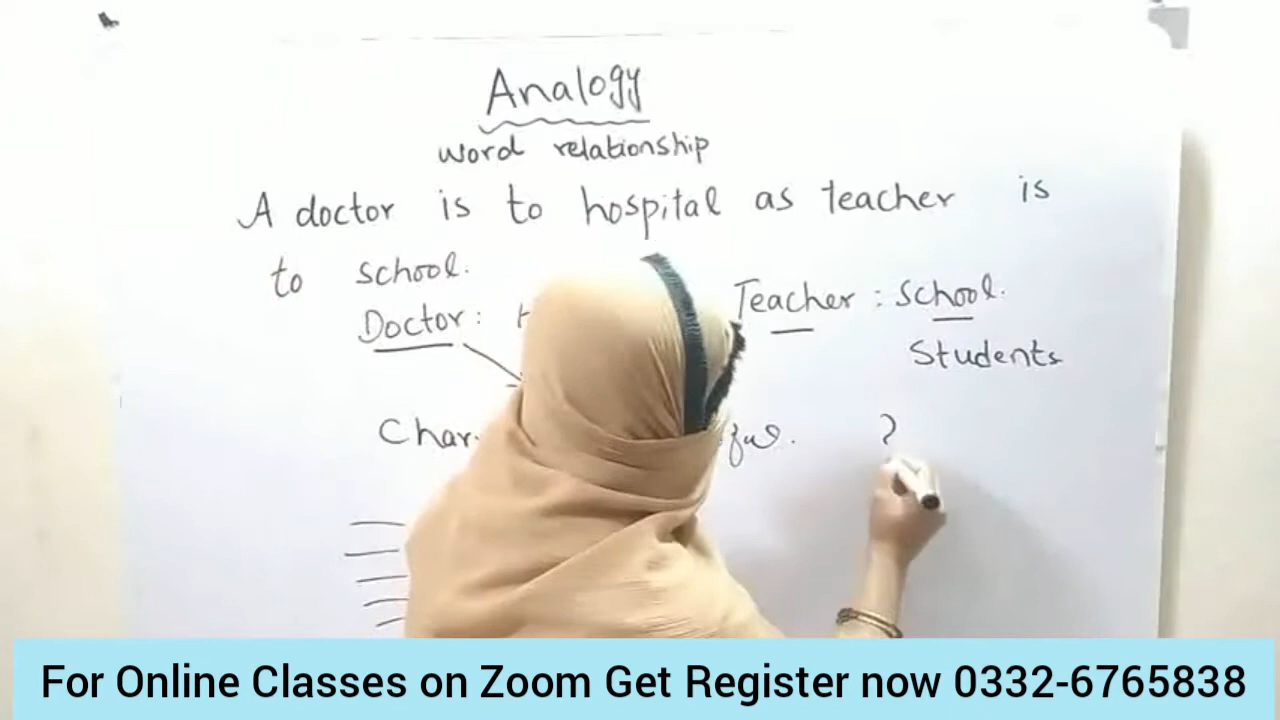 Analogy
word relationship
A doctor is to hospital as teacher is
to school.
Doctor: Teacher : School.
Students
?
For Online Classes on Zoom Get Register now 0332-6765838